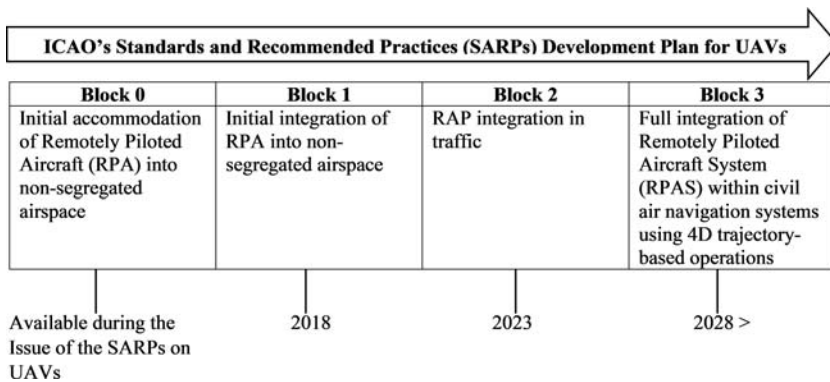 ICAO's Standards and Recommended Practices (SARPs) Development Plan for UAVs
Block 0
Initial accommodation
of Remotely Piloted
Aircraft (RPA) into
non-segregated
airspace
Block 1
Initial integration of
RPA into non-
segregated airspace
Block 2
RAP integration in
traffic
Block 3
Full integration of
Remotely Piloted
Aircraft System
(RPAS) within civil
air navigation systems
using 4D trajectory-
based operations
Available during the
Issue of the SARPs on
UAVs
2018
2023
2028 >